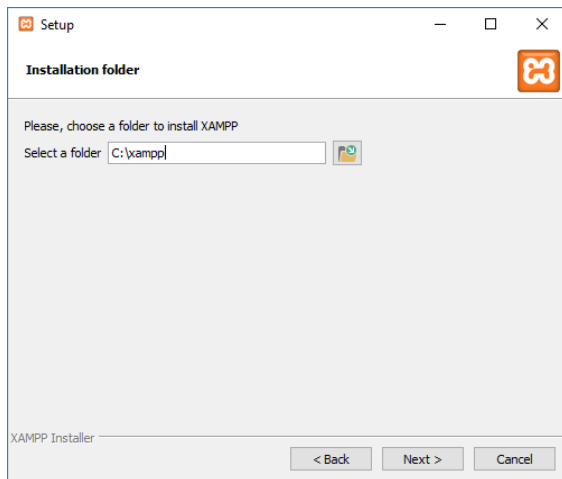 Setup
Installation folder
Please, choose a folder to install XAMPP
Select a folder C:\xampp
XAMPP Installer
< Back Next > Cancel